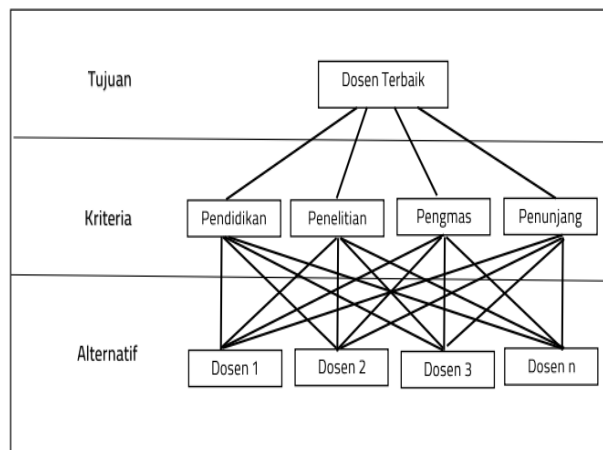 Tujuan
Dosen Terbaik
Kriteria
Pendidikan
Penelitian
Pengmas
Penunjang
Alternatif
Dosen 1
Dosen 2
Dosen 3
Dosen n